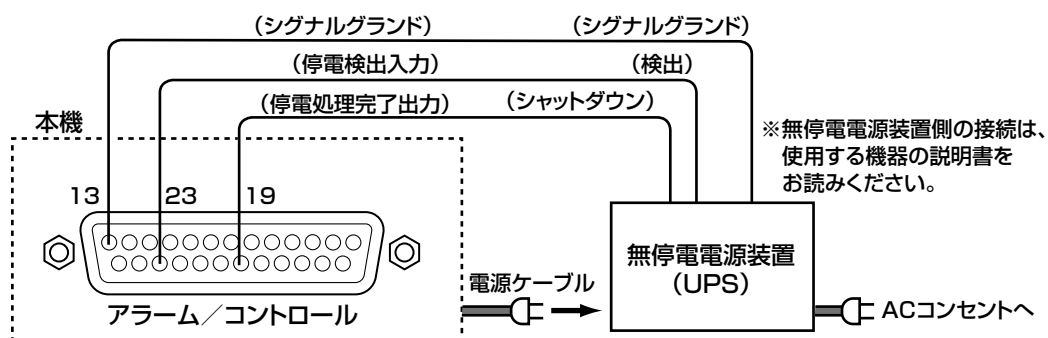 （シグナルグランド）
（シグナルグランド）
（停電検出入力）
（検出）
（停電処理完了出力）
（シャットダウン）
本機
※無停電電源装置側の接続は、
使用する機器の説明書を
お読みください。
13
23
19
無停電電源装置
（UPS）
電源ケーブル
ACコンセントへ
アラーム／コントロール